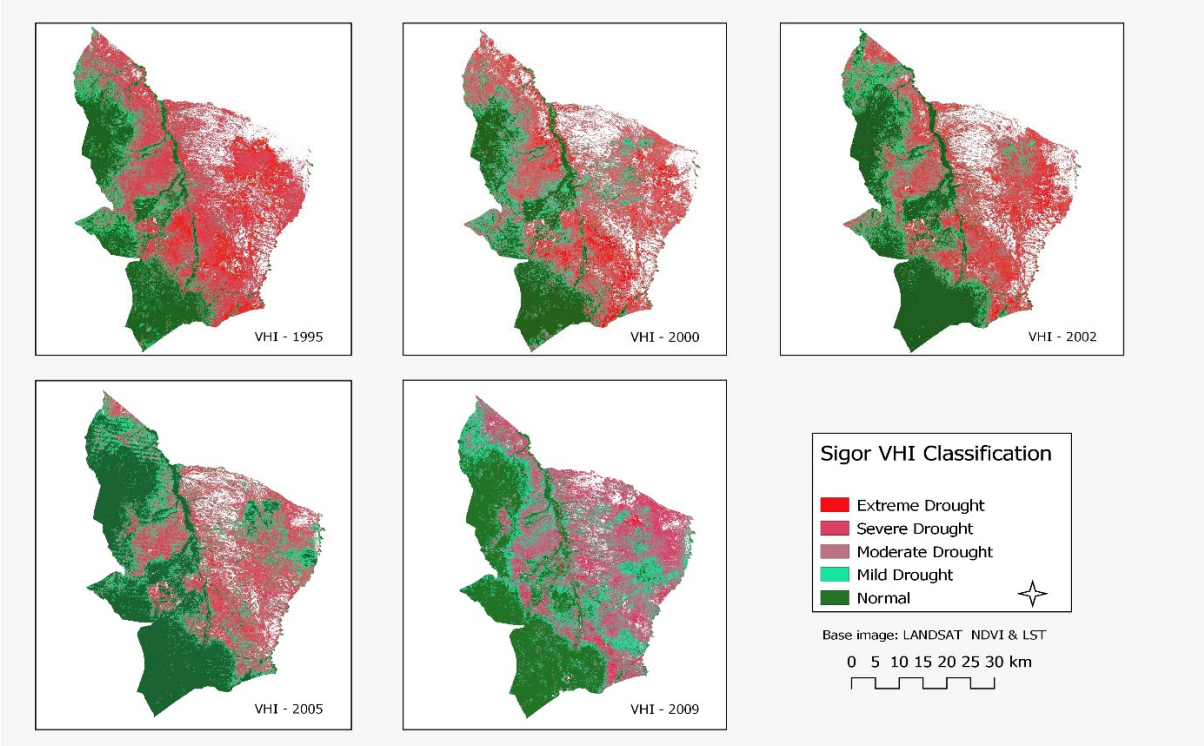 VHI - 1995
VHI - 2000
VHI - 2002
VHI - 2005
VHI - 2009
Sigor VHI Classification
Extreme Drought
Severe Drought
Moderate Drought
Mild Drought
Normal
Base image: LANDSAT NDVI & LST
0 5 10 15 20 25 30 km